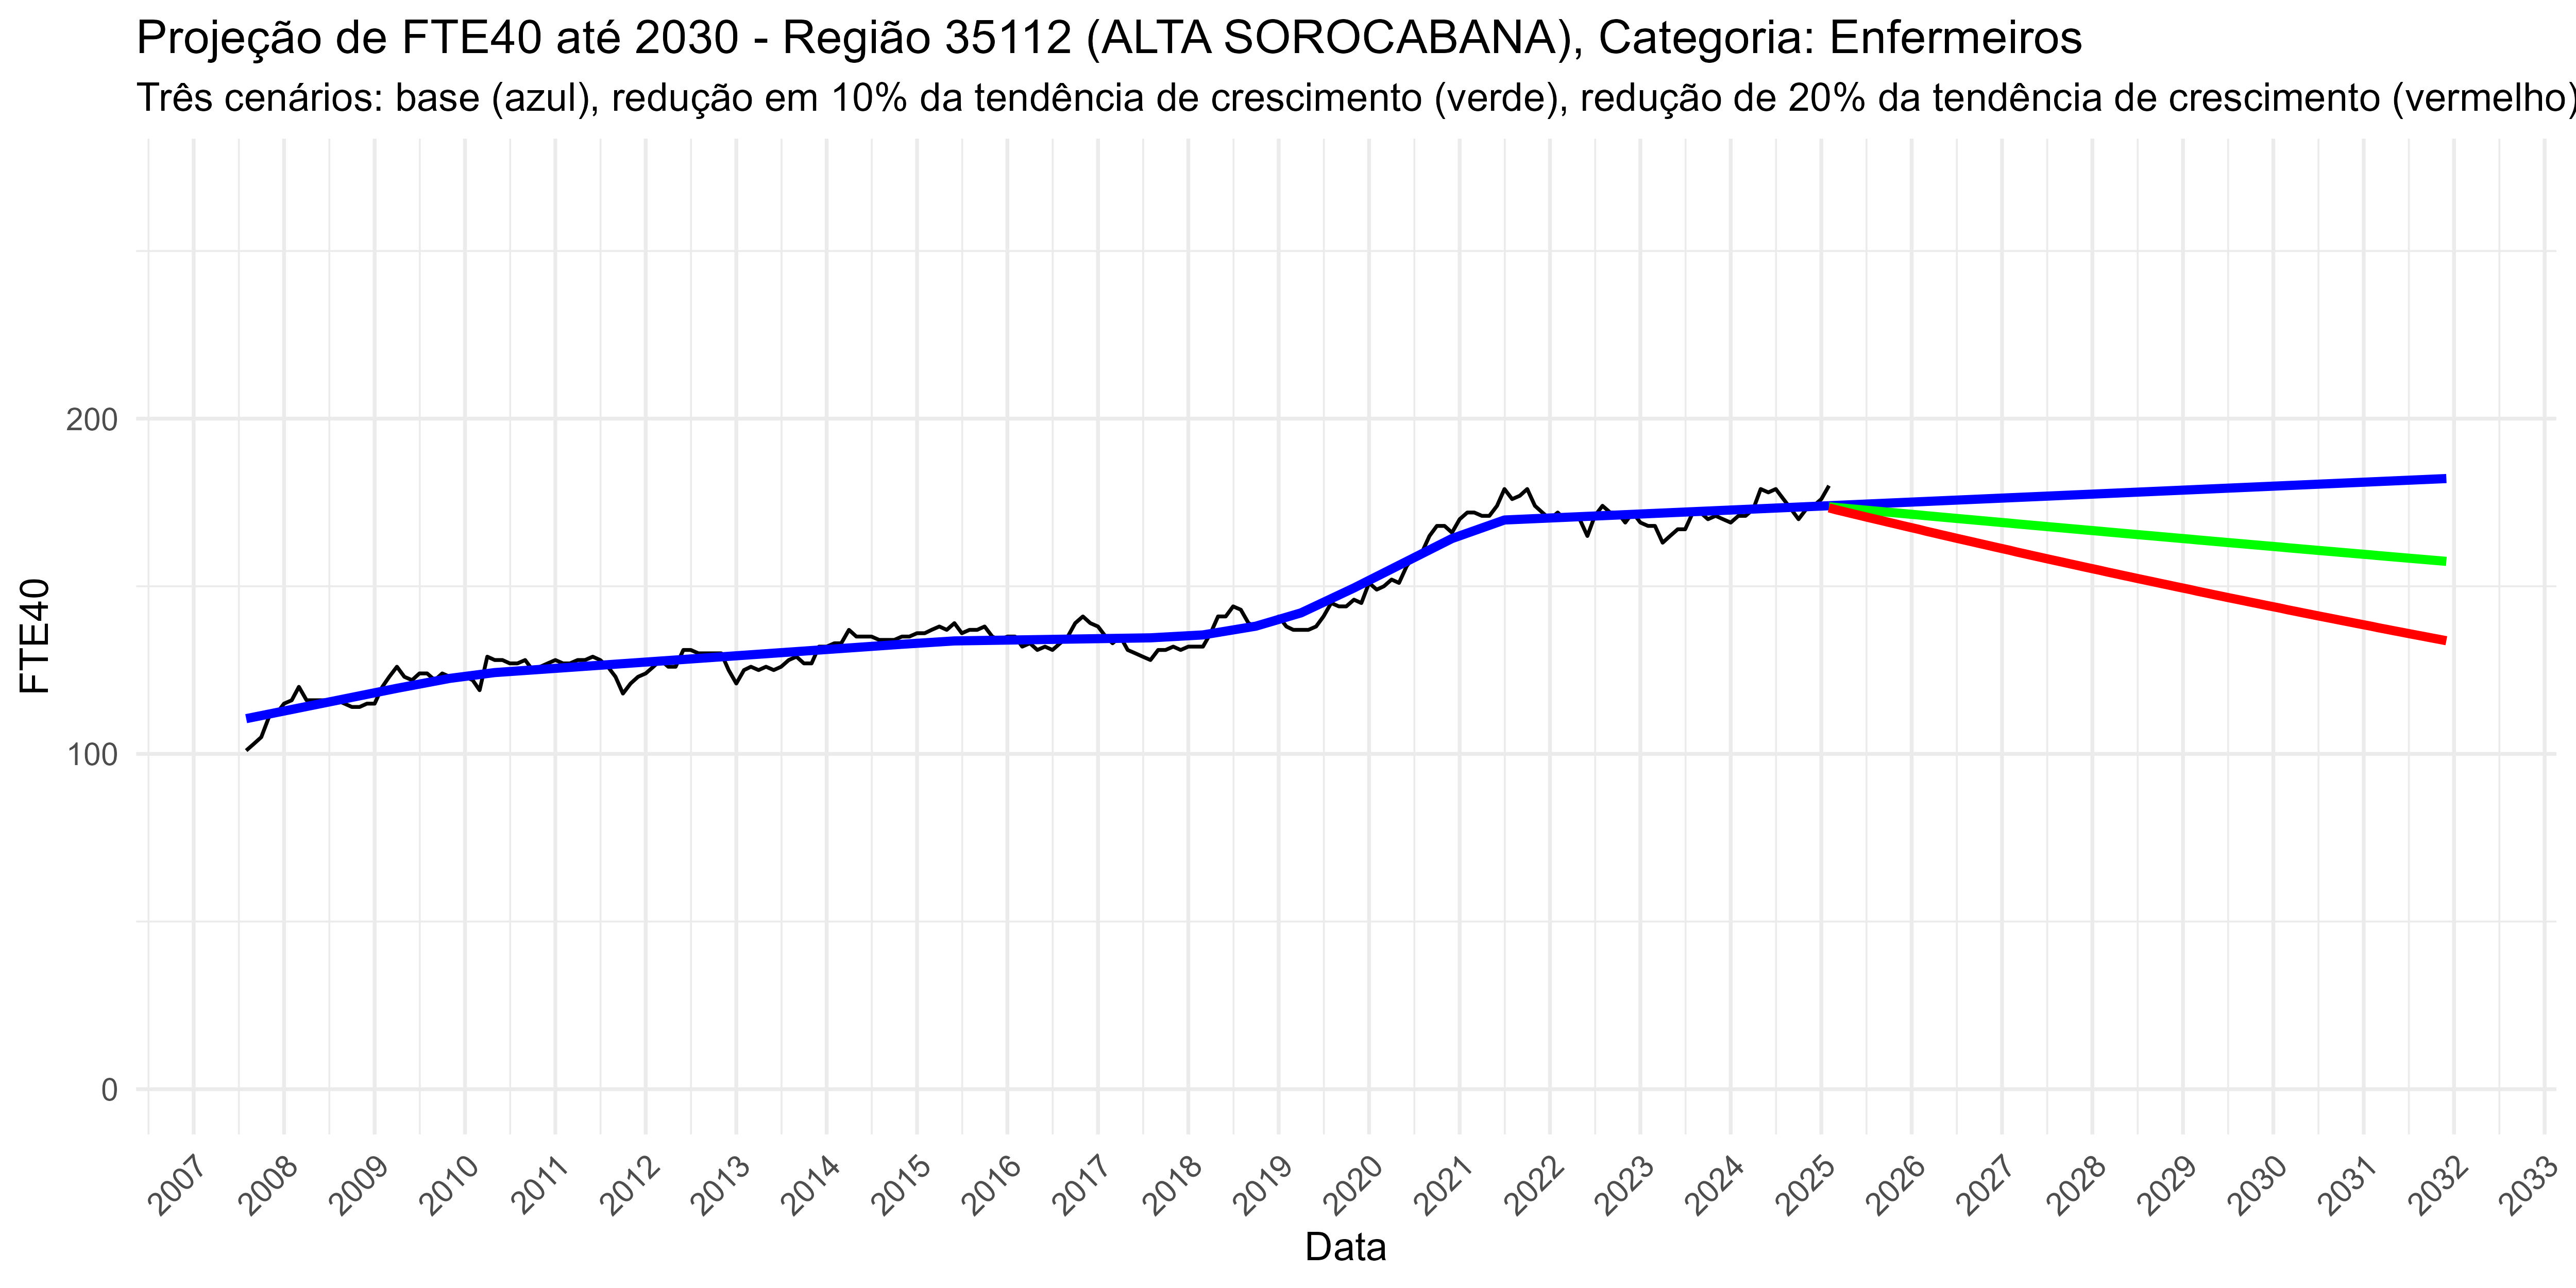 Projeção de FTE40 até 2030 - Região 35112 (ALTA SOROCABANA), Categoria: Enfermeiros
Três cenários: base (azul), redução em 10% da tendência de crescimento (verde), redução de 20% da tendência de crescimento (vermelho)
FTE40
200
100
0
2007 2008 2009 2010 2011 2012 2013 2014 2015 2016 2017 2018 2019 2020 2021 2022 2023 2024 2025 2026 2027 2028 2029 2030 2031 2032 2033
Data